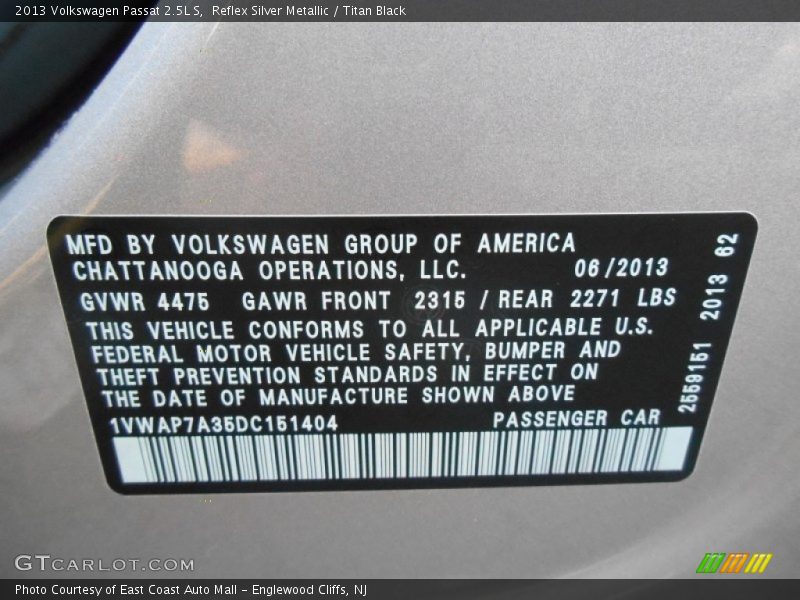 2013 Volkswagen Passat 2.5L S,  Reflex Silver Metallic / Titan Black
MFD BY VOLKSWAGEN GROUP OF AMERICA
CHATTANOOGA OPERATIONS, LLC. 06/2013
GVWR 4475 GAWR FRONT 2315 / REAR 2271 LBS
THIS VEHICLE CONFORMS TO ALL APPLICABLE U.S.
FEDERAL MOTOR VEHICLE SAFETY, BUMPER AND
THEFT PREVENTION STANDARDS IN EFFECT ON
THE DATE OF MANUFACTURE SHOWN ABOVE
1VWAP7A35DC151404 PASSENGER CAR
2559151 2013 62
GTCARLOT.COM
Photo Courtesy of East Coast Auto Mall - Englewood Cliffs, NJ